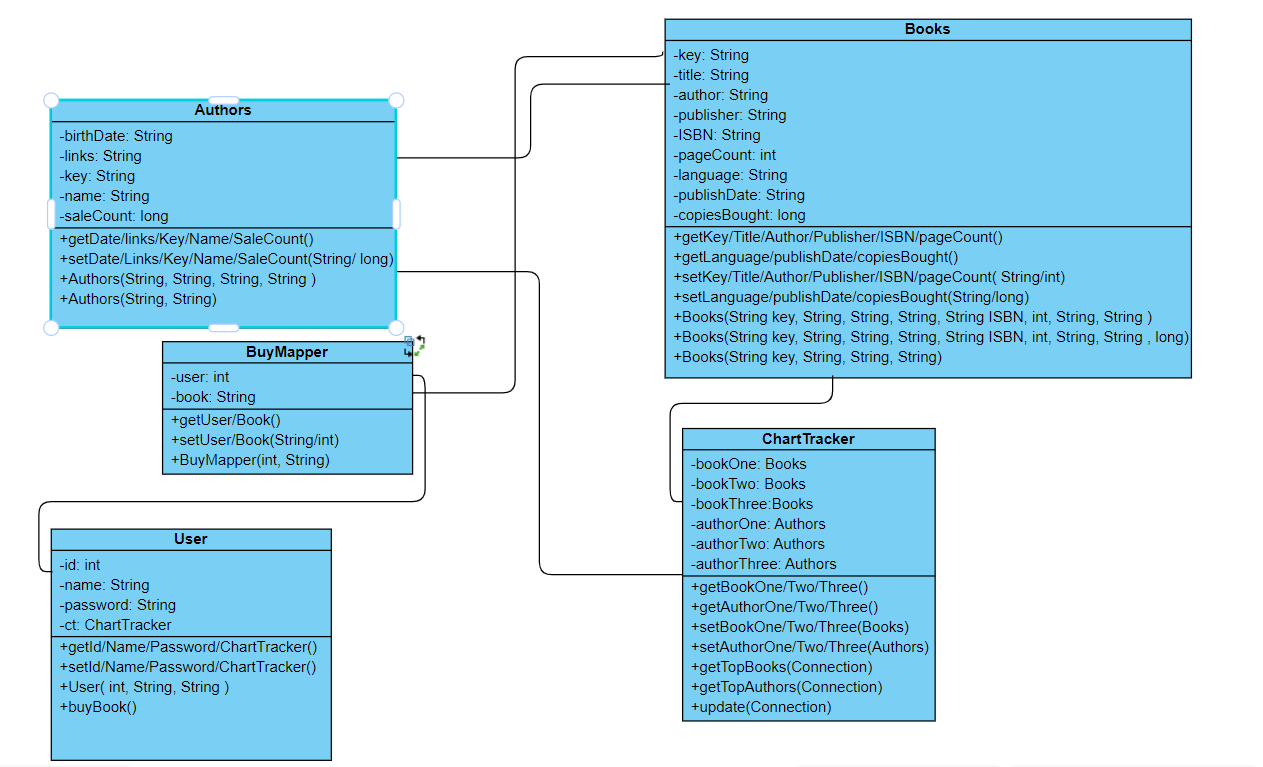 Books
-key: String
-title: String
-author: String
-publisher: String
-ISBN: String
-pageCount: int
-language: String
-publishDate: String
-copiesBought: long
+getKey/Title/Author/Publisher/ISBN/pageCount()
+getLanguage/publishDate/copiesBought()
+setKey/Title/Author/Publisher/ISBN/pageCount( String/int)
+setLanguage/publishDate/copiesBought(String/long)
+Books(String key, String, String, String, String ISBN, int, String, String )
+Books(String key, String, String, String, String ISBN, int, String, String , long)
+Books(String key, String, String, String)
Authors
-birthDate: String
-links: String
-key: String
-name: String
-saleCount: long
+getDate/links/Key/Name/SaleCount()
+setDate/Links/Key/Name/SaleCount(String/ long)
+Authors(String, String, String, String )
+Authors(String, String)
BuyMapper
-user: int
-book: String
+getUser/Book()
+setUser/Book(String/int)
+BuyMapper(int, String)
ChartTracker
-bookOne: Books
-bookTwo: Books
-bookThree:Books
-authorOne: Authors
-authorTwo: Authors
-authorThree: Authors
+getBookOne/Two/Three()
+getAuthorOne/Two/Three()
+setBookOne/Two/Three(Books)
+setAuthorOne/Two/Three(Authors)
+getTopBooks(Connection)
+getTopAuthors(Connection)
+update(Connection)
User
-id: int
-name: String
-password: String
-ct: ChartTracker
+getId/Name/Password/ChartTracker()
+setId/Name/Password/ChartTracker()
+User( int, String, String )
+buyBook()